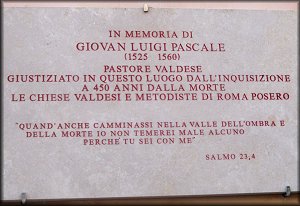 IN MEMORIA DI
GIOVAN LUIGI PASCALE
(1525 1560)
PASTORE VALDESE
GIUSTIZIATO IN QUESTO LUOGO DALL'INQUISIZIONE
A 450 ANNI DALLA MORTE
LE CHIESE VALDESI E METODISTE DI ROMA POSERO
"QUAND'ANCHE CAMMINASSI NELLA VALLE DELL'OMBRA E
DELLA MORTE IO NON TEMEREI MALE ALCUNO
PERCHÉ TU SEI CON ME"
SALMO 23,4